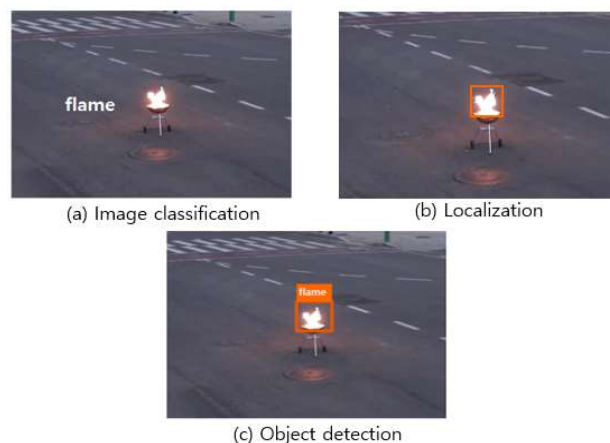 flame
(a) Image classification
(b) Localization
flame
(c) Object detection